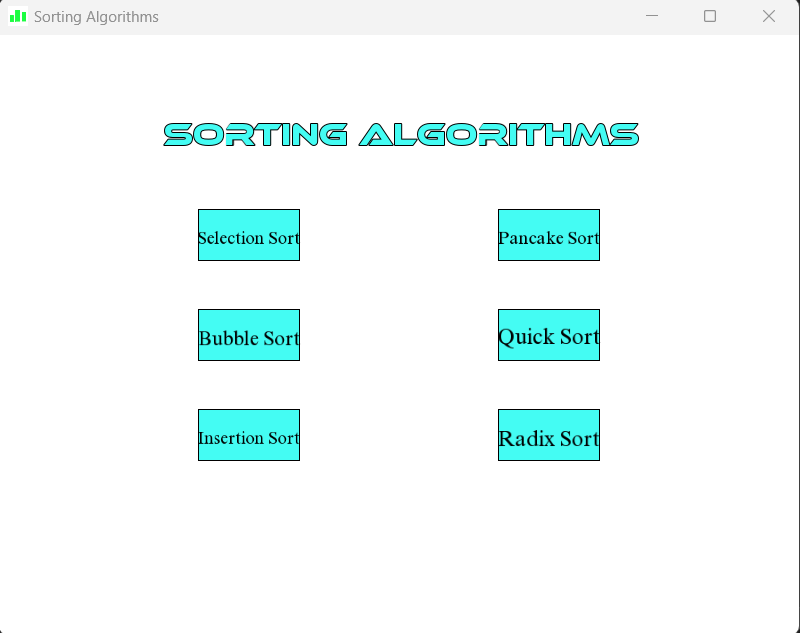 Sorting Algorithms
SORTING ALGORITHMS
Selection Sort
Pancake Sort
Bubble Sort
Quick Sort
Insertion Sort
Radix Sort